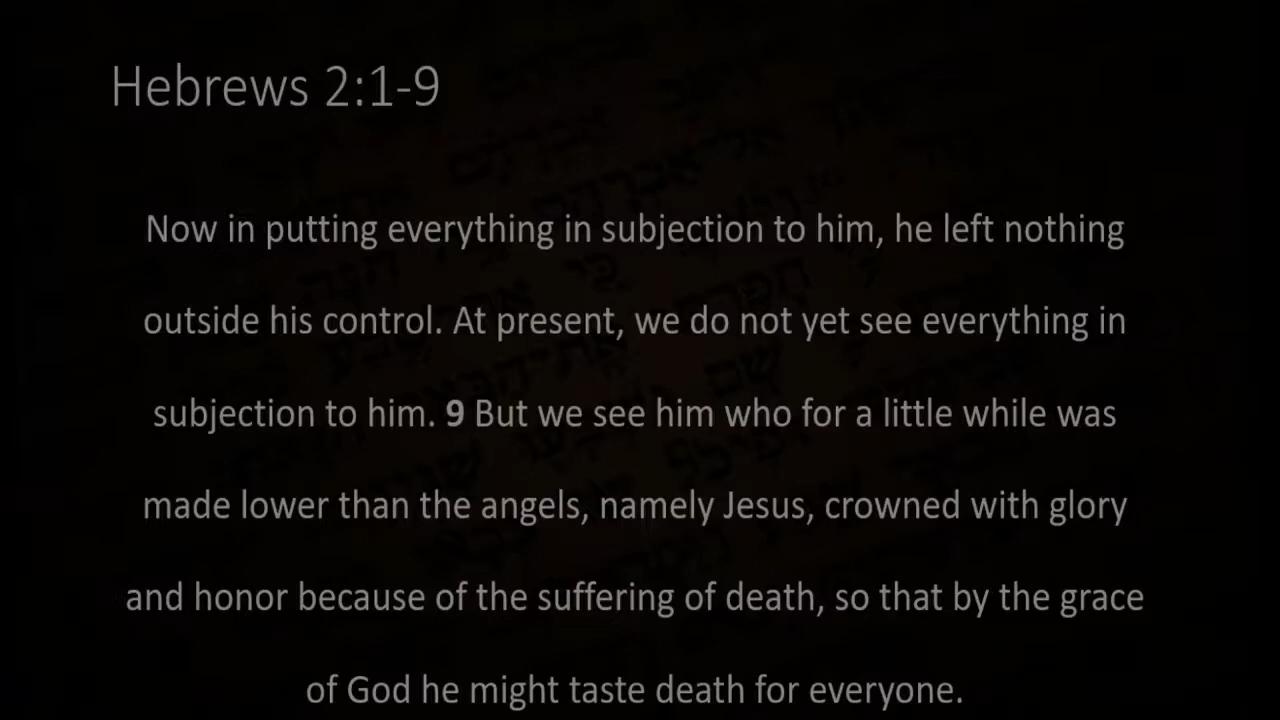 Hebrews 2:1-9
Now in putting everything in subjection to him, he left nothing
outside his control. At present, we do not yet see everything in
subjection to him. 9 But we see him who for a little while was
made lower than the angels, namely Jesus, crowned with glory
and honor because of the suffering of death, so that by the grace
of God he might taste death for everyone.